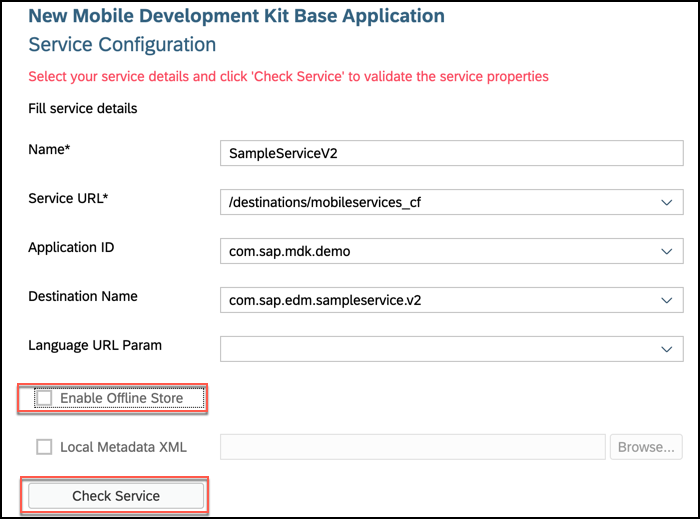 New Mobile Development Kit Base Application
Service Configuration
Select your service details and click 'Check Service' to validate the service properties
Fill service details
Name* SampleServiceV2
Service URL* /destinations/mobileservices_cf
Application ID com.sap.mdk.demo
Destination Name com.sap.edm.sampleservice.v2
Language URL Param
Enable Offline Store
Local Metadata XML Browse...
Check Service